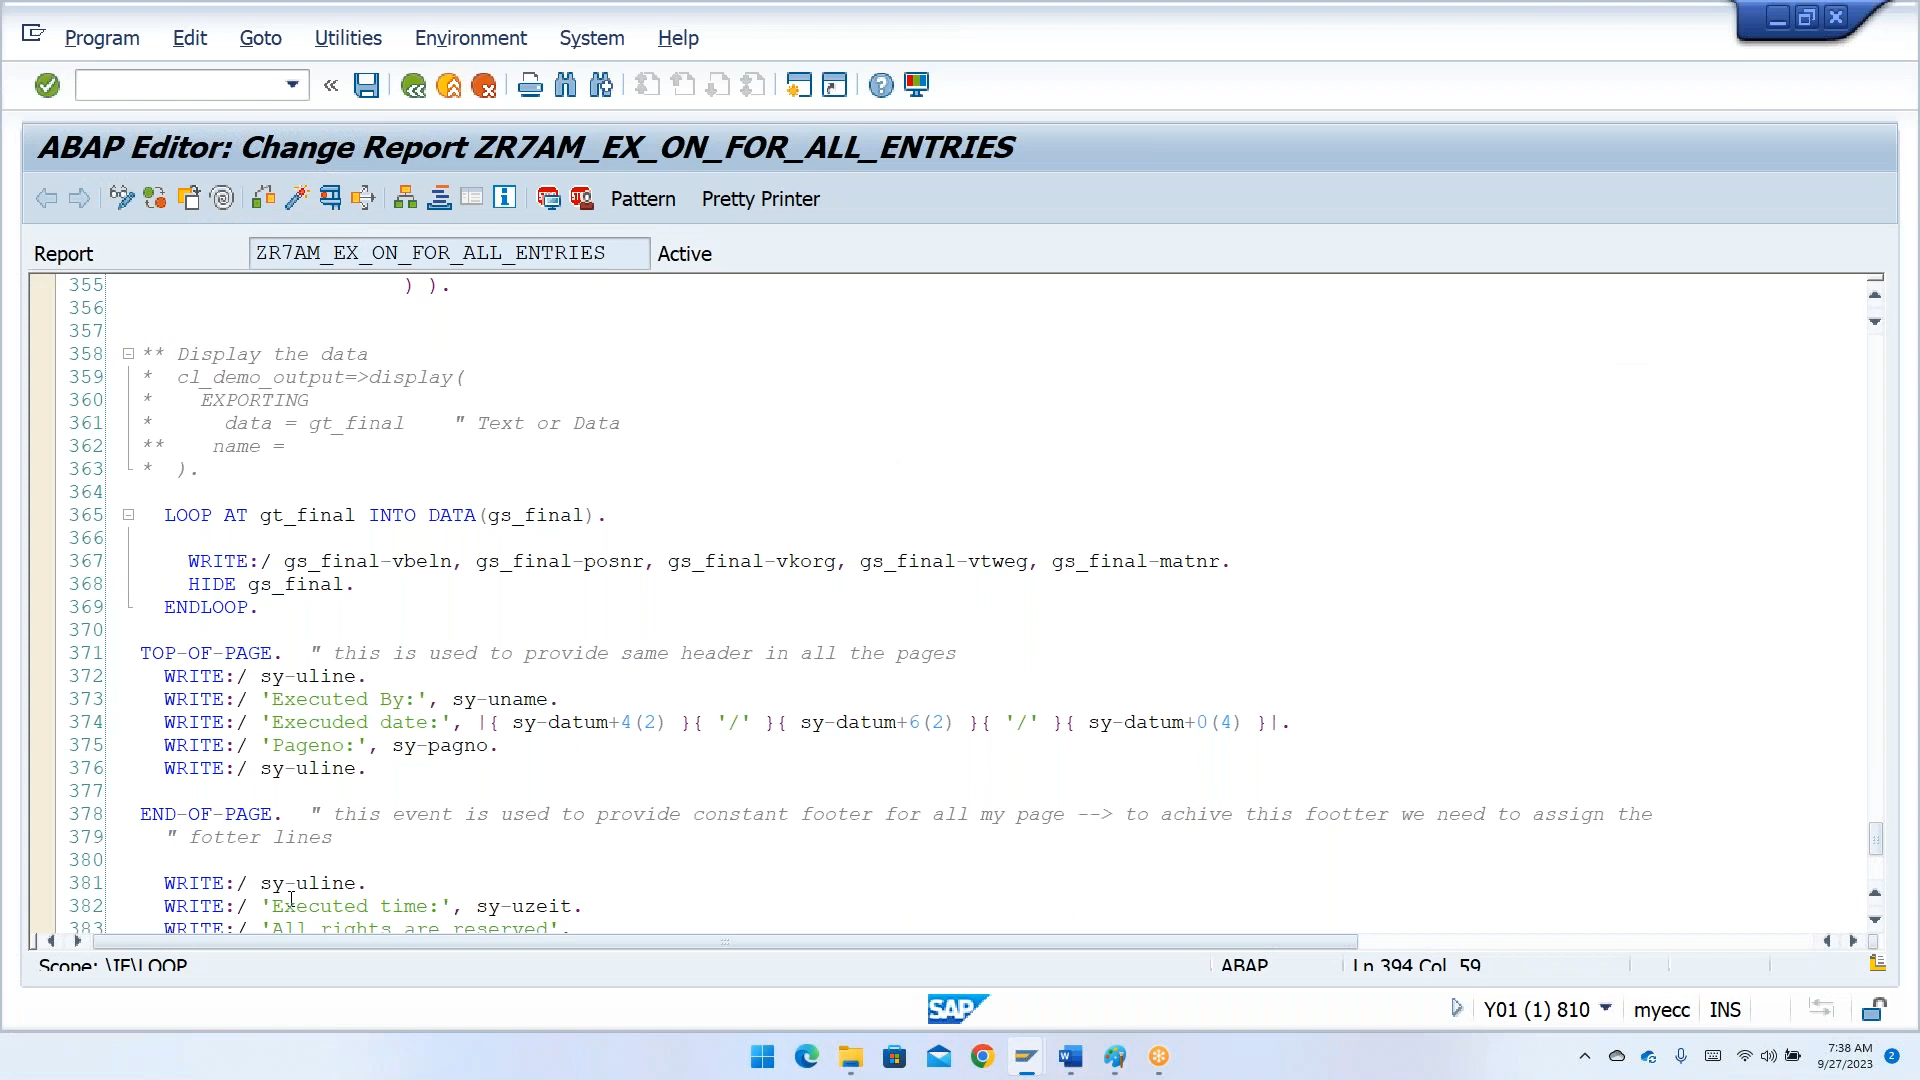 Program Edit Goto Utilities Environment System Help
ABAP Editor: Change Report ZR7AM_EX_ON_FOR_ALL_ENTRIES
Pattern Pretty Printer
Report ZR7AM_EX_ON_FOR_ALL_ENTRIES Active
355 ) ).
356
357
358 ** Display the data
359 * cl_demo_output=>display(
360 * EXPORTING
361 * data = gt_final " Text or Data
362 ** name =
363 * ).
364
365 LOOP AT gt_final INTO DATA(gs_final).
366
367 WRITE:/ gs_final-vbeln, gs_final-posnr, gs_final-vkorg, gs_final-vtweg, gs_final-matnr.
368 HIDE gs_final.
369 ENDLOOP.
370
371 TOP-OF-PAGE. " this is used to provide same header in all the pages
372 WRITE:/ sy-uline.
373 WRITE:/ 'Executed By:', sy-uname.
374 WRITE:/ 'Execuded date:', |{ sy-datum+4(2) }{ '/' }{ sy-datum+6(2) }{ '/' }{ sy-datum+0(4) }|.
375 WRITE:/ 'Pageno:', sy-pagno.
376 WRITE:/ sy-uline.
377
378 END-OF-PAGE. " this event is used to provide constant footer for all my page --> to achive this footter we need to assign the
379 " fotter lines
380
381 WRITE:/ sy-uline.
382 WRITE:/ 'Executed time:', sy-uzeit.
383 WRITE:/ 'All rights are reserved'.
Scope: \IF\LOOP ABAP Ln 394 Col 59
SAP Y01 (1) 810 myecc INS
7:38 AM
9/27/2023 2